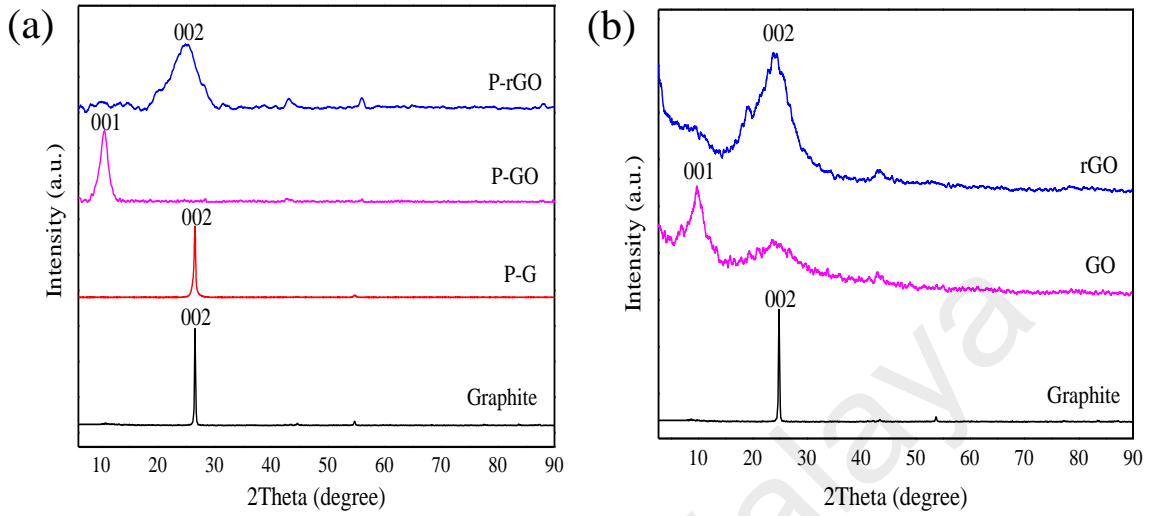 (a)
002
P-rGO
001
P-GO
002
P-G
002
Graphite
Intensity (a.u.)
10 20 30 40 50 60 70 80 90
2Theta (degree)
(b)
002
rGO
001
GO
002
Graphite
Intensity (a.u.)
10 20 30 40 50 60 70 80 90
2Theta (degree)
alaya